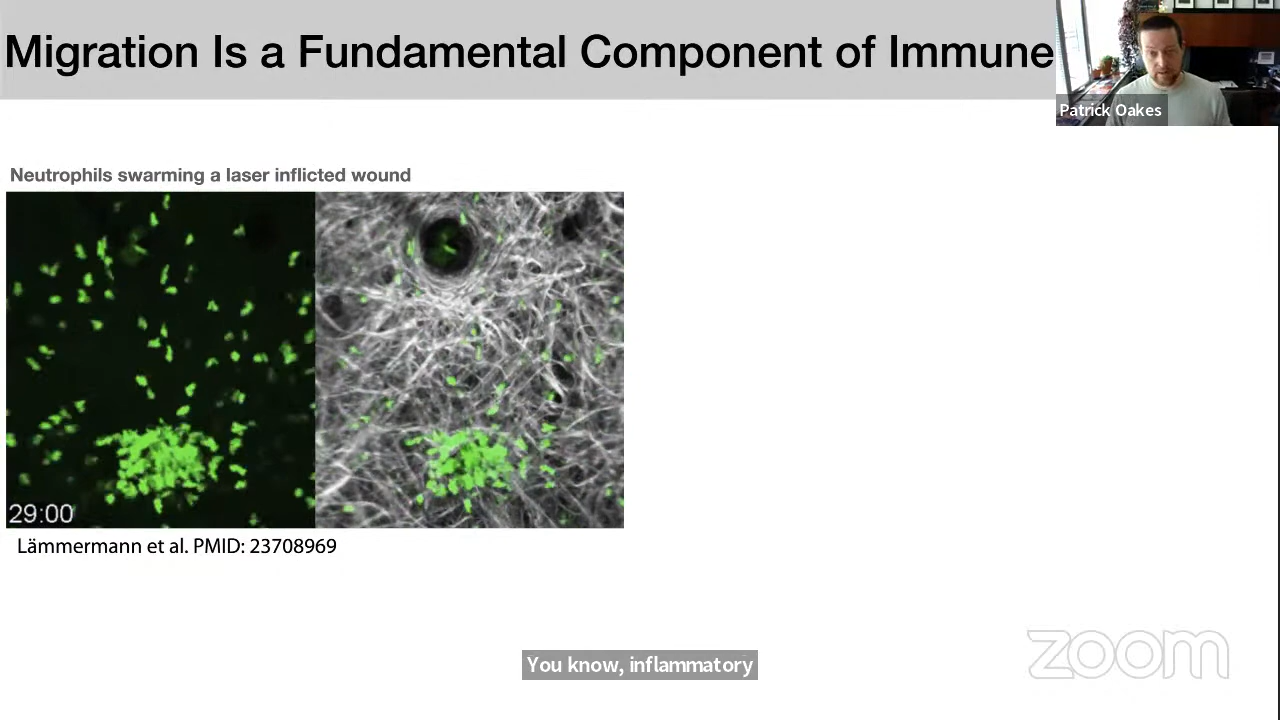 Migration Is a Fundamental Component of Immune
Patrick Oakes
Neutrophils swarming a laser inflicted wound
29:00
Lämmermann et al. PMID: 23708969
You know, inflammatory
zoom